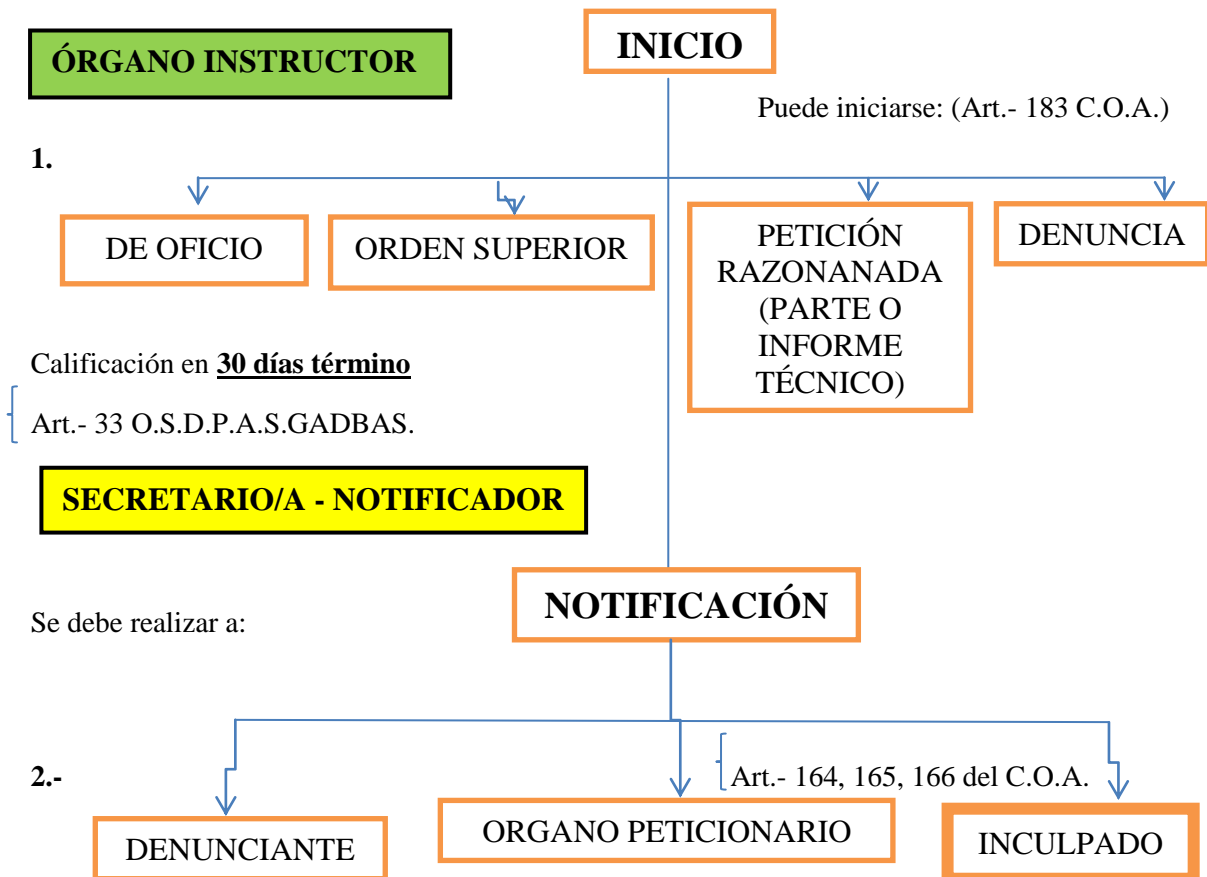 ÓRGANO INSTRUCTOR
INICIO
Puede iniciarse: (Art.- 183 C.O.A.)
1.
DE OFICIO
ORDEN SUPERIOR
PETICIÓN
RAZONANADA
(PARTE O
INFORME
TÉCNICO)
DENUNCIA
Calificación en 30 días término
Art.- 33 O.S.D.P.A.S.GADBAS.
SECRETARIO/A - NOTIFICADOR
NOTIFICACIÓN
Se debe realizar a:
2.-
Art.- 164, 165, 166 del C.O.A.
DENUNCIANTE
ORGANO PETICIONARIO
INCULPADO